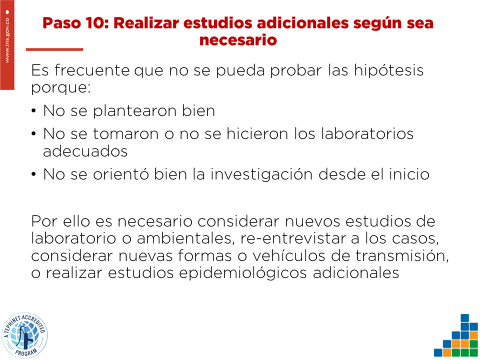 www.ins.gov.co
Paso 10: Realizar estudios adicionales según sea
necesario
Es frecuente que no se pueda probar las hipótesis
porque:
• No se plantearon bien
• No se tomaron o no se hicieron los laboratorios
adecuados
• No se orientó bien la investigación desde el inicio
Por ello es necesario considerar nuevos estudios de
laboratorio o ambientales, re-entrevistar a los casos,
considerar nuevas formas o vehículos de transmisión,
o realizar estudios epidemiológicos adicionales
A TEPHINET ACCREDITED
PROGRAM